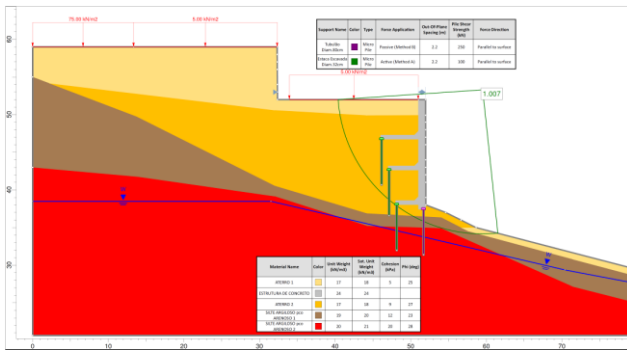 75.00 kN/m2
5.00 kN/m2
Support Name Color Type Force Application Out-Of-Plane Spacing (m) Pile Shear Strength (kN) Force Direction
Tubulão Diam.80cm Micro Pile Passive (Method B) 2.2 250 Parallel to surface
Estaca Escavada Diam.32cm Micro Pile Active (Method A) 2.2 100 Parallel to surface
5.00 kN/m2
1.007
W
W
Material Name Color Unit Weight (kN/m3) Sat. Unit Weight (kN/m3) Cohesion (kPa) Phi (deg)
ATERRO 1 17 18 5 25
ESTRUTURA DE CONCRETO 24 24
ATERRO 2 17 18 9 27
SILTE ARGILOSO pco ARENOSO 1 19 20 12 23
SILTE ARGILOSO pco ARENOSO 2 20 21 20 28
60
50
40
30
0 10 20 30 40 50 60 70